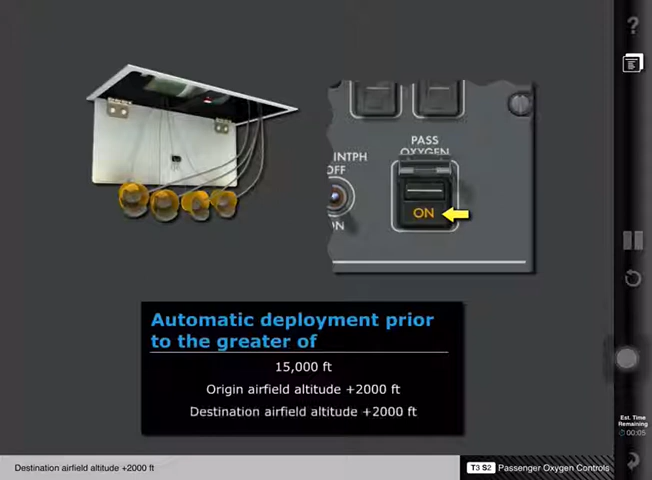 PASS
OXYGEN
INTPH
OFF
ON
ON
Automatic deployment prior
to the greater of
15,000 ft
Origin airfield altitude +2000 ft
Destination airfield altitude +2000 ft
?
Est. Time
Remaining
00:05
Destination airfield altitude +2000 ft
T3 S2 Passenger Oxygen Controls